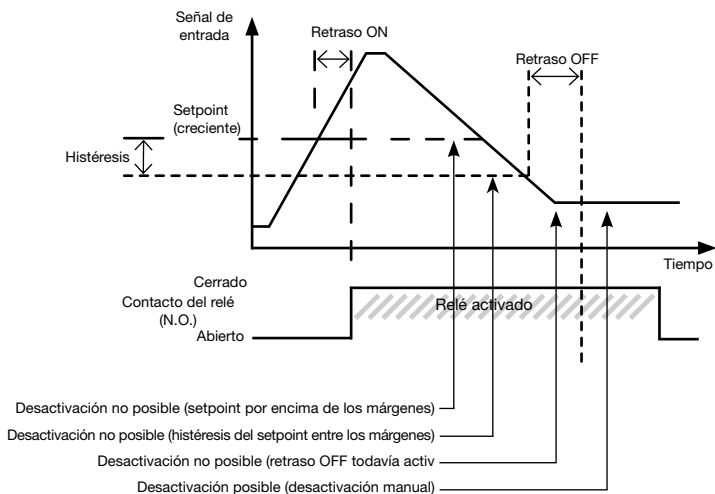 Señal de
entrada
Retraso ON
Retraso OFF
Setpoint
(creciente)
Histéresis
Tiempo
Cerrado
Contacto del relé
(N.O.)
Relé activado
Abierto
Desactivación no posible (setpoint por encima de los márgenes)
Desactivación no posible (histéresis del setpoint entre los márgenes)
Desactivación no posible (retraso OFF todavía activ
Desactivación posible (desactivación manual)